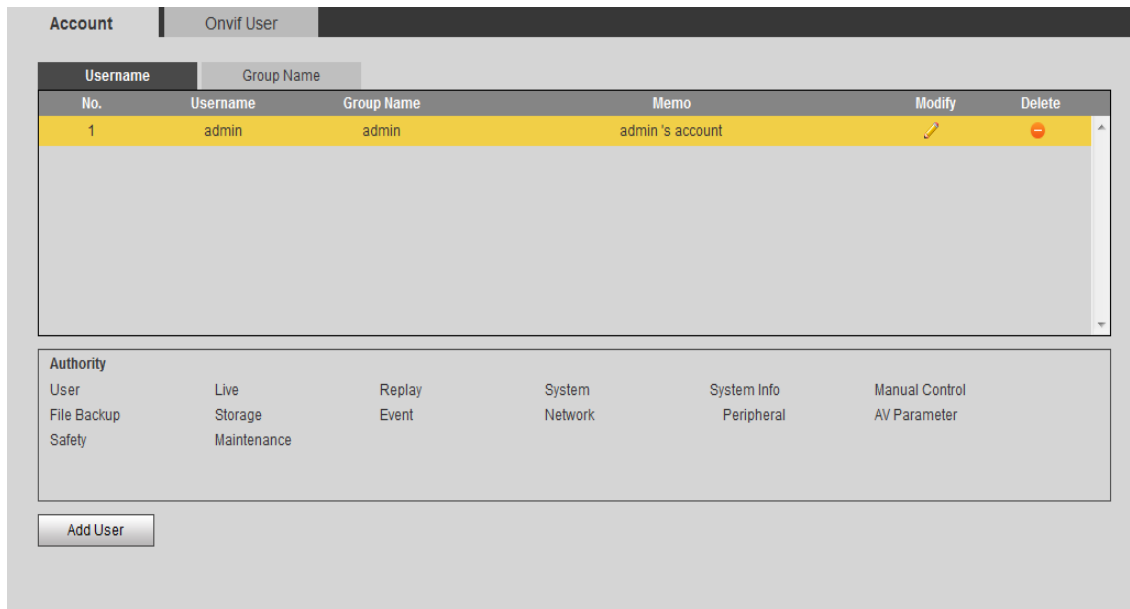 Account Onvif User
Username Group Name
No. Username Group Name Memo Modify Delete
1 admin admin admin 's account
Authority
User Live Replay System System Info Manual Control
File Backup Storage Event Network Peripheral AV Parameter
Safety Maintenance
Add User